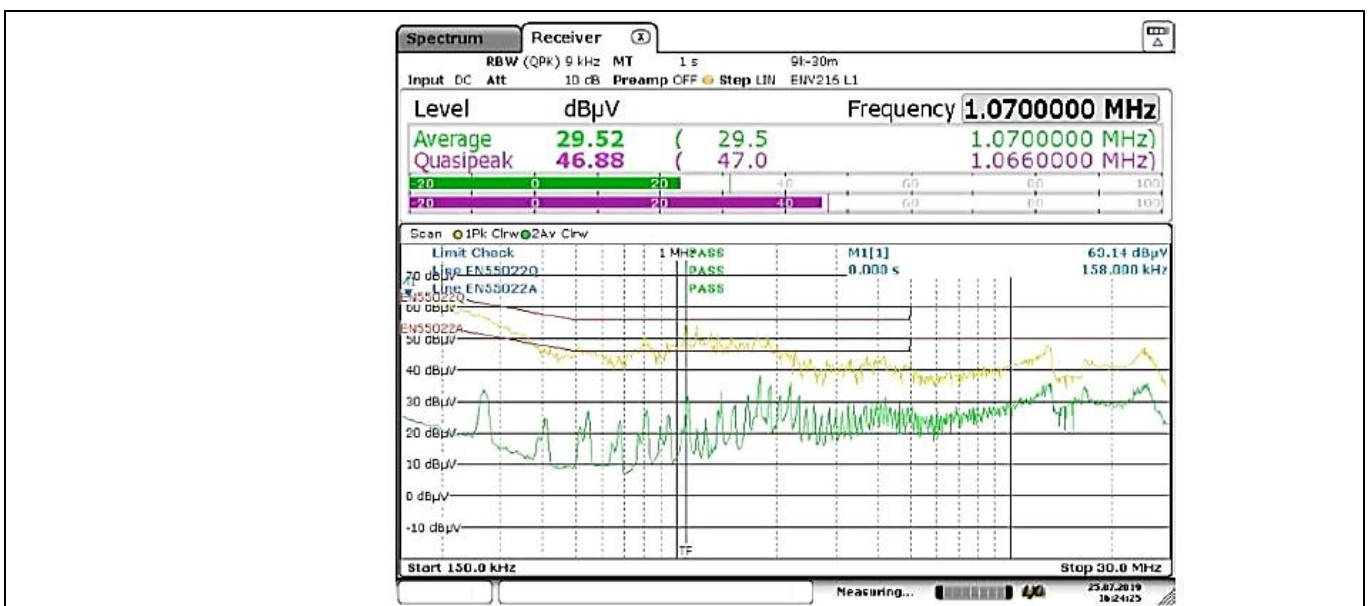 Spectrum Receiver X
RBW (QPK) 9 kHz MT 1 s 9k-30m
Input DC Att 10 dB Preamp OFF Step LIN ENV216 L1
Level dBµV Frequency 1.0700000 MHz
Average 29.52 ( 29.5 1.0700000 MHz)
Quasipeak 46.88 ( 47.0 1.0660000 MHz)
-20 0 20 40 60 80 100
-20 0 20 40 60 80 100
Scan 1Pk Clrw 2Av Clrw
Limit Check 1 MHz PASS M1[1] 63.14 dBµV
Line EN55022Q PASS 0.000 s 158.000 kHz
70 dBµV
Line EN55022A PASS
EN55022Q
60 dBµV
EN55022A
50 dBµV
40 dBµV
30 dBµV
20 dBµV
10 dBµV
0 dBµV
-10 dBµV
TF
Start 150.0 kHz Stop 30.0 MHz
Measuring... 25.07.2019
16:24:25